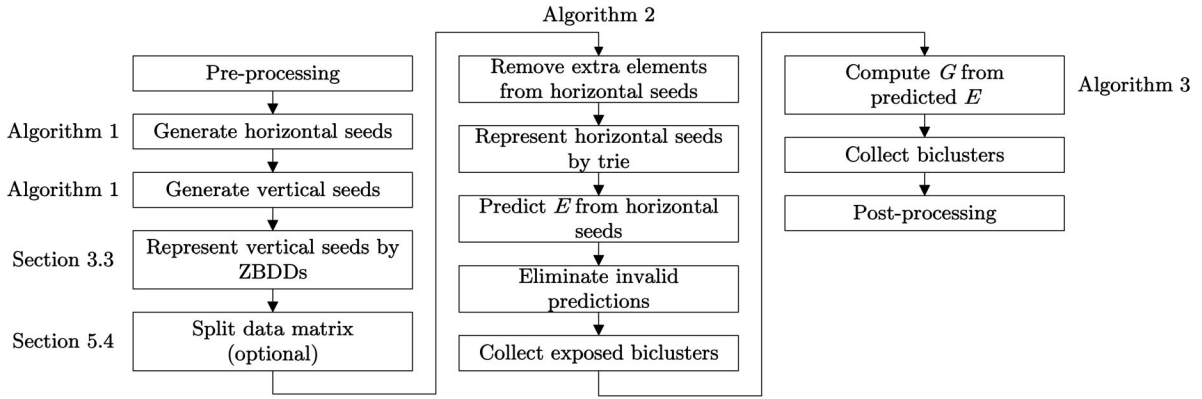 Pre-processing
Algorithm 1
Generate horizontal seeds
Algorithm 1
Generate vertical seeds
Section 3.3
Represent vertical seeds by
ZBDDs
Section 5.4
Split data matrix
(optional)
Algorithm 2
Remove extra elements
from horizontal seeds
Represent horizontal seeds
by trie
Predict E from horizontal
seeds
Eliminate invalid
predictions
Collect exposed biclusters
Compute G from
predicted E
Algorithm 3
Collect biclusters
Post-processing